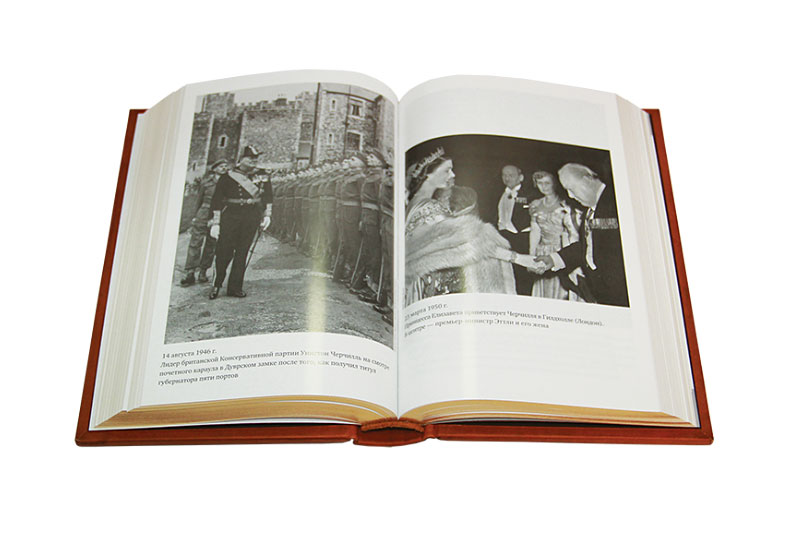 14 августа 1946 г.
Лидер британской Консервативной партии Уинстон Черчилль на смотре
почетного караула в Дуврском замке после того, как получил титул
губернатора пяти портов
марта 1950 г.
Принцесса Елизавета приветствует Черчилля в Гилдхолле (Лондон).
В центре — премьер-министр Эттли и его жена